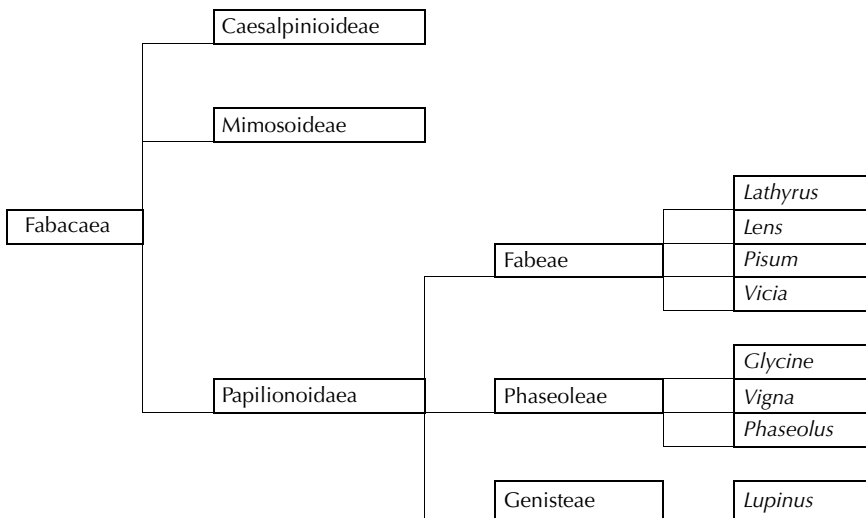 Caesalpinioideae
Mimosoideae
Lathyrus
Fabacaea
Lens
Fabeae
Pisum
Vicia
Glycine
Papilionoidaea
Phaseoleae
Vigna
Phaseolus
Genisteae
Lupinus